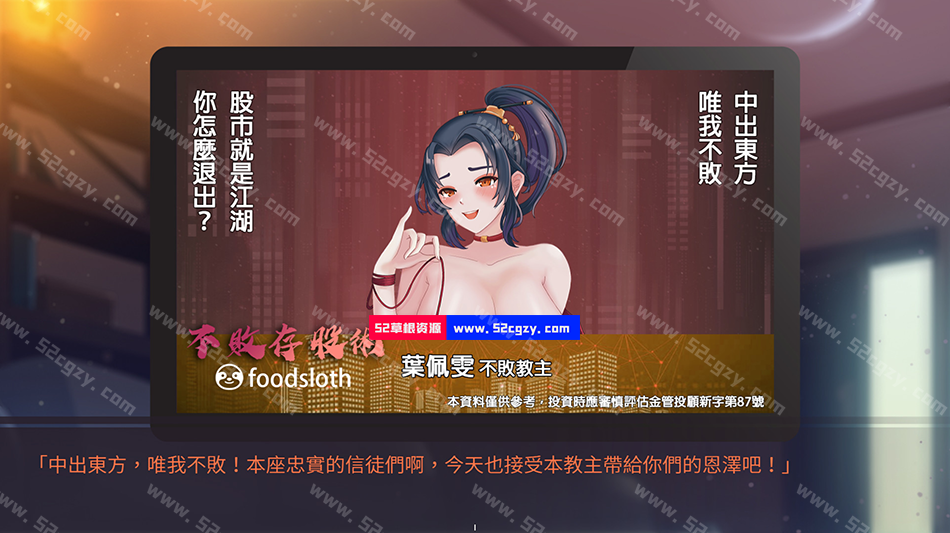 中出東方
唯我不敗
股市就是江湖
你怎麼退出？
不敗存股術
foodsloth
52草根资源 www.52cgzy.com
葉佩雯 不敗教主
本資料僅供參考，投資時應審慎評估金管投顧新字第87號
「中出東方，唯我不敗！本座忠實的信徒們啊，今天也接受本教主帶給你們的恩澤吧！」
www.52cgzy.com